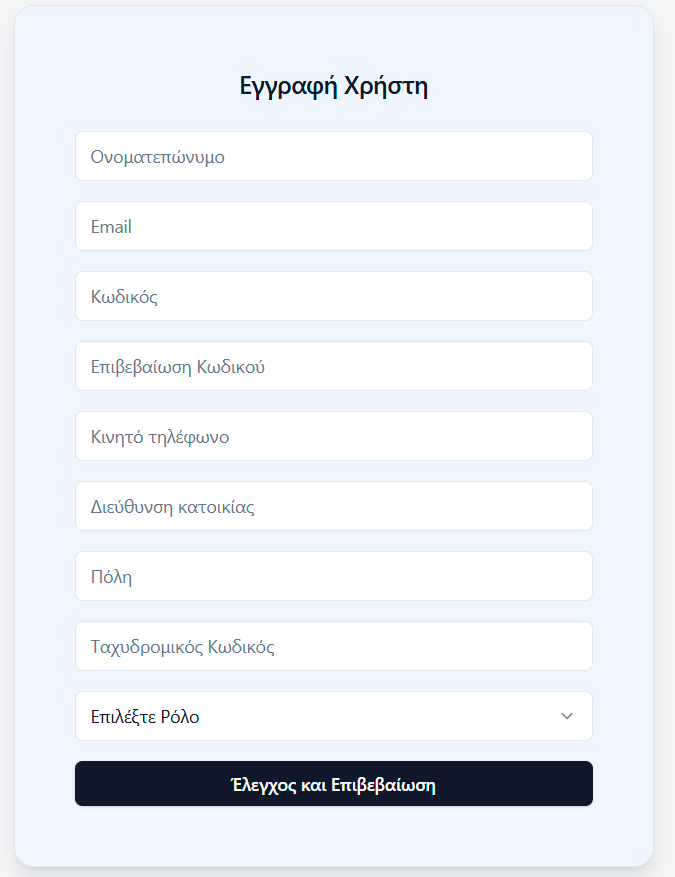 Εγγραφή Χρήστη
Ονοματεπώνυμο
Email
Κωδικός
Επιβεβαίωση Κωδικού
Κινητό τηλέφωνο
Διεύθυνση κατοικίας
Πόλη
Ταχυδρομικός Κωδικός
Επιλέξτε Ρόλο
Έλεγχος και Επιβεβαίωση